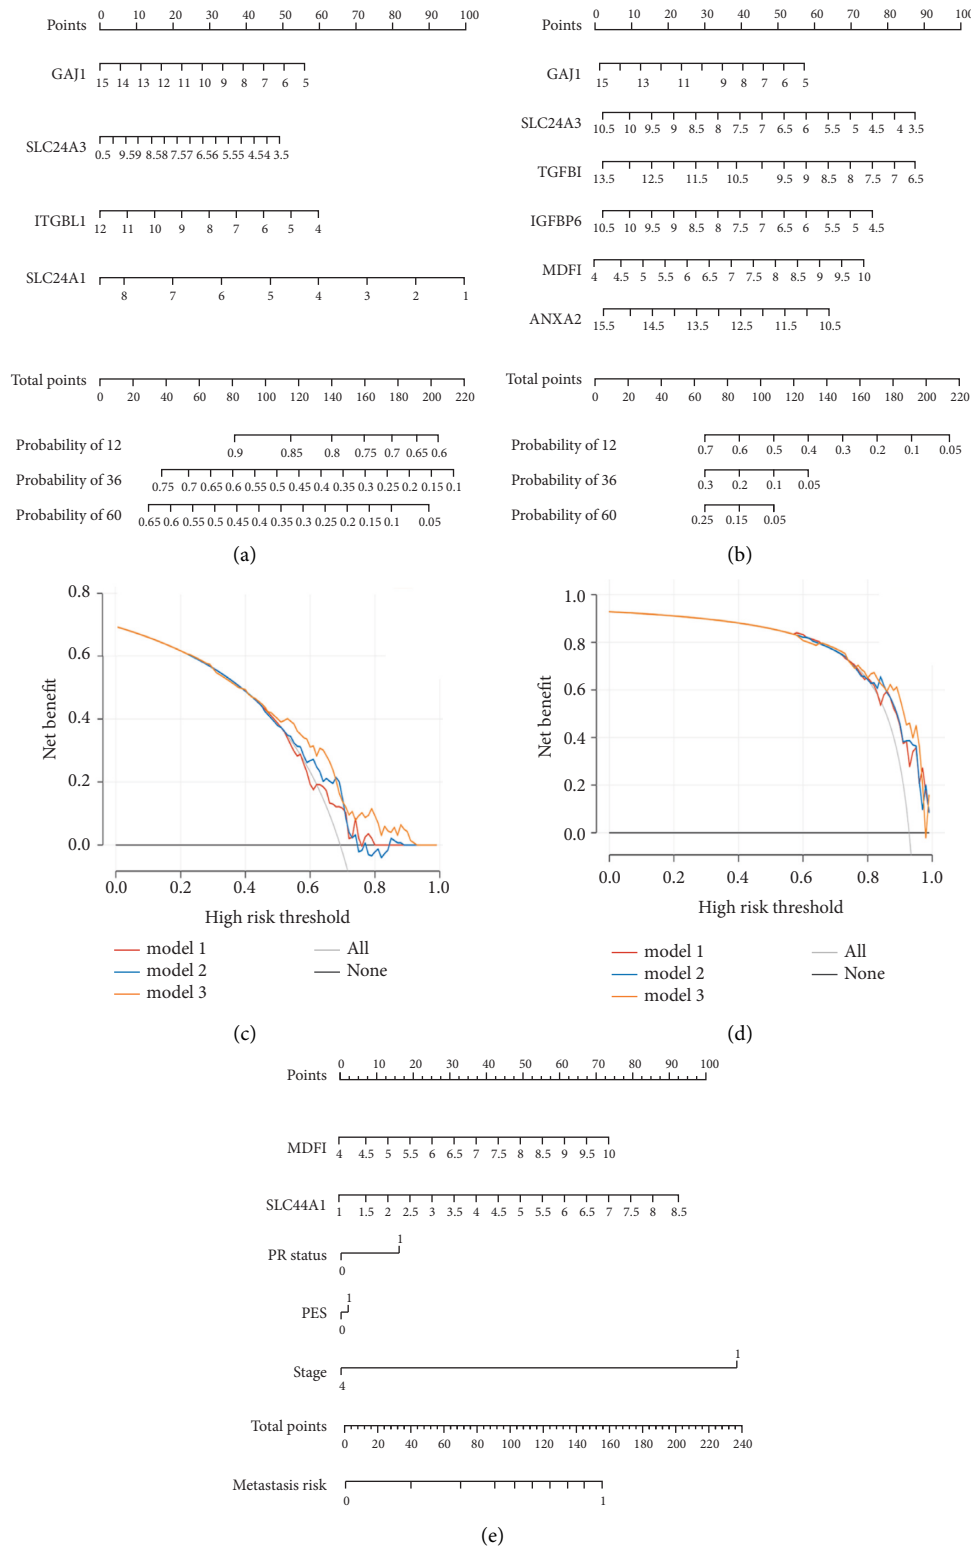 0 10 20 30 40 50 60 70 80 90 100
Points
GAJ1
15 14 13 12 11 10 9 8 7 6 5
SLC24A3
0.5 9.59 8.58 7.57 6.56 5.55 4.54 3.5
ITGBL1
12 11 10 9 8 7 6 5 4
SLC24A1
8 7 6 5 4 3 2 1
Total points
0 20 40 60 80 100 120 140 160 180 200 220
Probability of 12
0.9 0.85 0.8 0.75 0.7 0.65 0.6
Probability of 36
0.75 0.7 0.65 0.6 0.55 0.5 0.45 0.4 0.35 0.3 0.25 0.2 0.15 0.1
Probability of 60
0.65 0.6 0.55 0.5 0.45 0.4 0.35 0.3 0.25 0.2 0.15 0.1 0.05
(a)
0 10 20 30 40 50 60 70 80 90 100
Points
GAJ1
15 13 11 9 8 7 6 5
SLC24A3
10.5 10 9.5 9 8.5 8 7.5 7 6.5 6 5.5 5 4.5 4 3.5
TGFBI
13.5 12.5 11.5 10.5 9.5 9 8.5 8 7.5 7 6.5
IGFBP6
10.5 10 9.5 9 8.5 8 7.5 7 6.5 6 5.5 5 4.5
MDFI
4 4.5 5 5.5 6 6.5 7 7.5 8 8.5 9 9.5 10
ANXA2
15.5 14.5 13.5 12.5 11.5 10.5
Total points
0 20 40 60 80 100 120 140 160 180 200 220
Probability of 12
0.7 0.6 0.5 0.4 0.3 0.2 0.1 0.05
Probability of 36
0.3 0.2 0.1 0.05
Probability of 60
0.25 0.15 0.05
(b)
0.8
0.6
0.4
0.2
0.0
Net benefit
0.0 0.2 0.4 0.6 0.8 1.0
High risk threshold
model 1
model 2
model 3
All
None
(c)
1.0
0.8
0.6
0.4
0.2
0.0
Net benefit
0.0 0.2 0.4 0.6 0.8 1.0
High risk threshold
model 1
model 2
model 3
All
None
(d)
0 10 20 30 40 50 60 70 80 90 100
Points
MDFI
4 4.5 5 5.5 6 6.5 7 7.5 8 8.5 9 9.5 10
SLC44A1
1 1.5 2 2.5 3 3.5 4 4.5 5 5.5 6 6.5 7 7.5 8 8.5
1
PR status
0
1
PES
0
1
Stage
4
Total points
0 20 40 60 80 100 120 140 160 180 200 220 240
Metastasis risk
0 1
(e)